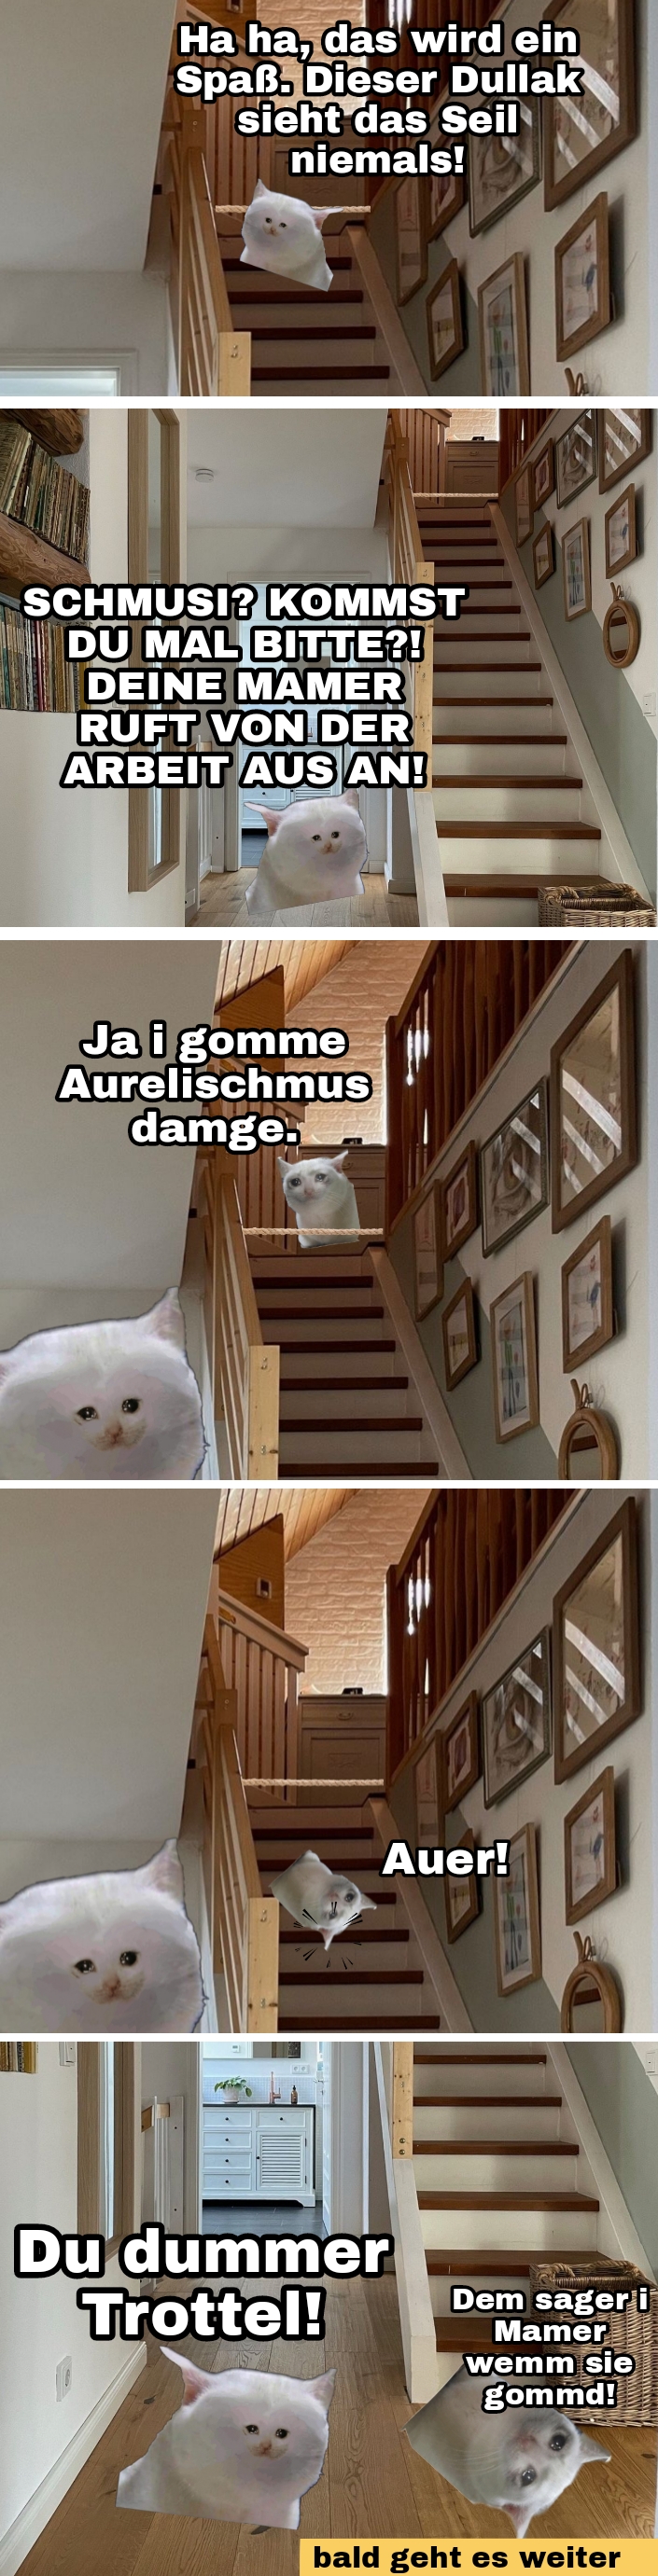 Ha ha, das wird ein
Spaß. Dieser Dullak
sieht das Seil
niemals!
SCHMUSI? KOMMST
DU MAL BITTE?!
DEINE MAMER
RUFT VON DER
ARBEIT AUS AN!
Ja i gomme
Aurelischmus
damge.
Auer!
Du dummer
Trottel!
Dem sager i
Mamer
wemm sie
gommd!
bald geht es weiter